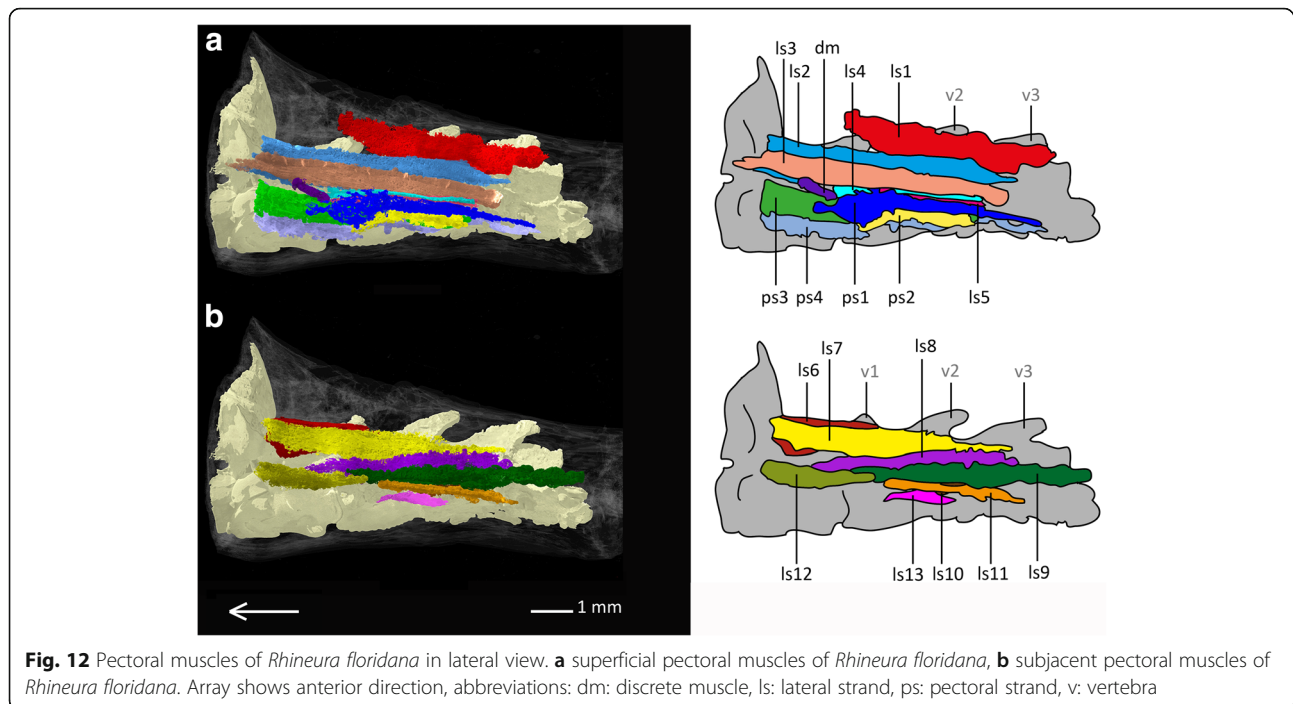 a
ls3 dm
ls2 ls4 ls1
v2 v3
ps3 ps4 ps1 ps2 ls5
b
ls7 ls8
ls6 v1 v2 v3
ls12 ls13 ls10 ls11 ls9
1 mm
Fig. 12 Pectoral muscles of Rhineura floridana in lateral view. a superficial pectoral muscles of Rhineura floridana, b subjacent pectoral muscles of
Rhineura floridana. Array shows anterior direction, abbreviations: dm: discrete muscle, ls: lateral strand, ps: pectoral strand, v: vertebra